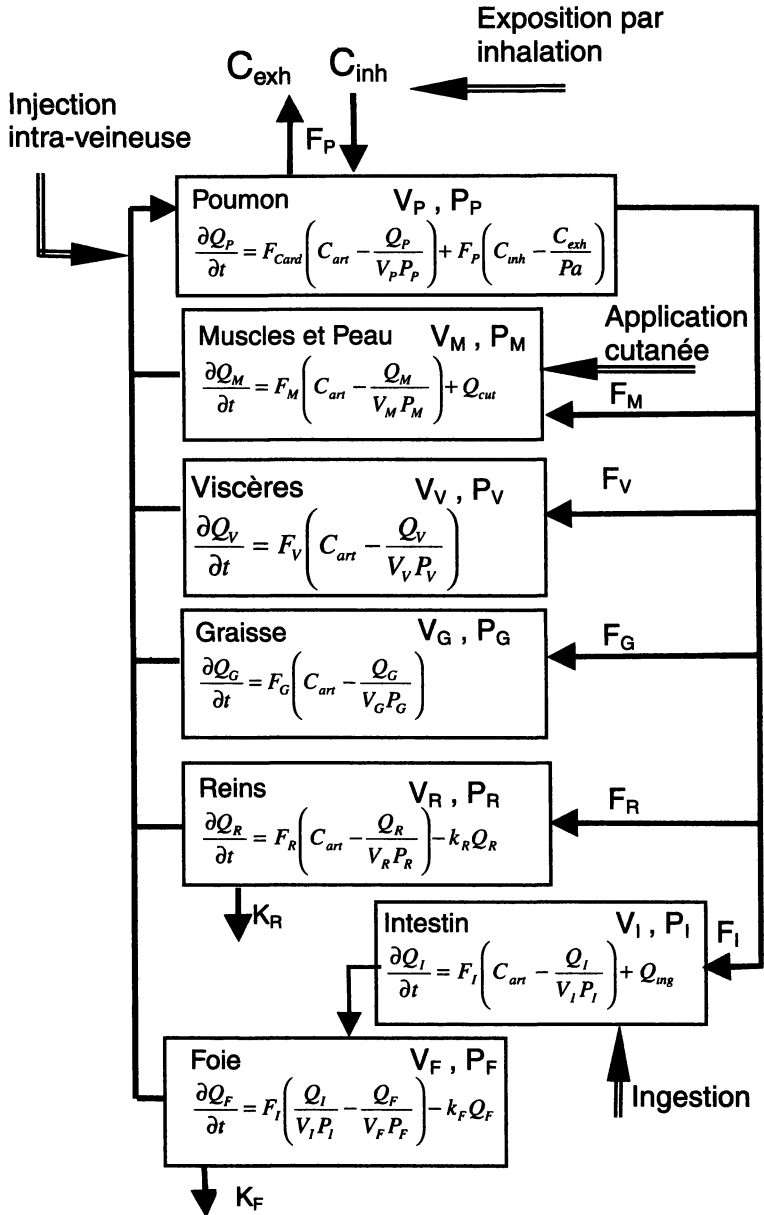 Exposition par
inhalation
C_exh C_inh
Injection
intra-veineuse
F_P
Poumon V_P , P_P
∂Q_P/∂t = F_Card (C_art − Q_P/(V_P P_P)) + F_P (C_inh − C_exh/Pa)
Application
cutanée
Muscles et Peau V_M , P_M
∂Q_M/∂t = F_M (C_art − Q_M/(V_M P_M)) + Q_cut
F_M
Viscères V_V , P_V
∂Q_V/∂t = F_V (C_art − Q_V/(V_V P_V))
F_V
Graisse V_G , P_G
∂Q_G/∂t = F_G (C_art − Q_G/(V_G P_G))
F_G
Reins V_R , P_R
∂Q_R/∂t = F_R (C_art − Q_R/(V_R P_R)) − k_R Q_R
F_R
K_R
Intestin V_I , P_I
∂Q_I/∂t = F_I (C_art − Q_I/(V_I P_I)) + Q_ing
F_I
Foie V_F , P_F
∂Q_F/∂t = F_I (Q_I/(V_I P_I) − Q_F/(V_F P_F)) − k_F Q_F
Ingestion
K_F